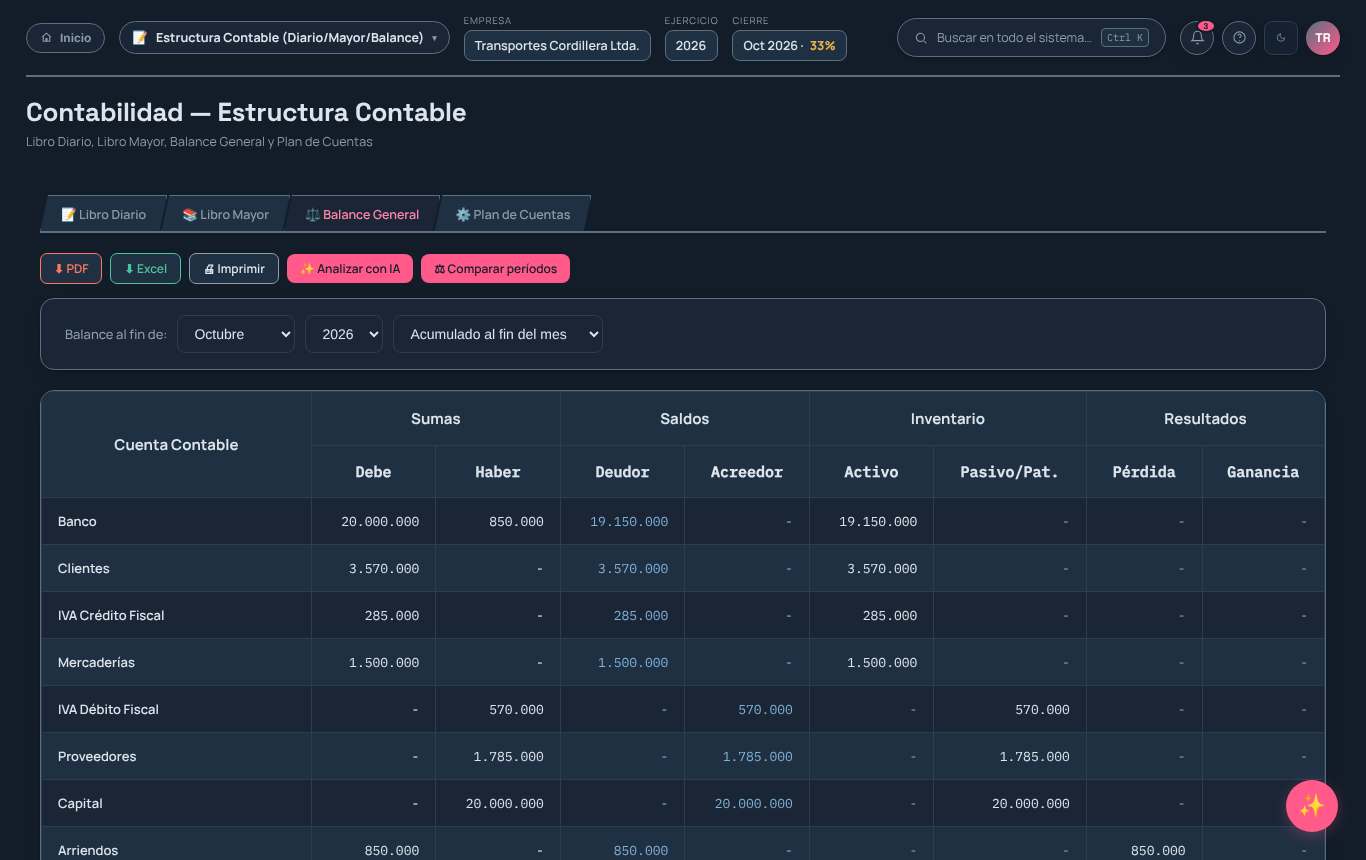 Inicio
📝 Estructura Contable (Diario/Mayor/Balance) ▾
EMPRESA
Transportes Cordillera Ltda.
EJERCICIO
2026
CIERRE
Oct 2026 · 33%
Buscar en todo el sistema... Ctrl K
3
TR
Contabilidad — Estructura Contable
Libro Diario, Libro Mayor, Balance General y Plan de Cuentas
📝 Libro Diario
📚 Libro Mayor
⚖️ Balance General
⚙️ Plan de Cuentas
⬇ PDF
⬇ Excel
🖨 Imprimir
✨ Analizar con IA
⚖ Comparar períodos
Balance al fin de: Octubre 2026 Acumulado al fin del mes
Cuenta Contable Sumas Saldos Inventario Resultados
Debe Haber Deudor Acreedor Activo Pasivo/Pat. Pérdida Ganancia
Banco 20.000.000 850.000 19.150.000 - 19.150.000 - - -
Clientes 3.570.000 - 3.570.000 - 3.570.000 - - -
IVA Crédito Fiscal 285.000 - 285.000 - 285.000 - - -
Mercaderías 1.500.000 - 1.500.000 - 1.500.000 - - -
IVA Débito Fiscal - 570.000 - 570.000 - 570.000 - -
Proveedores - 1.785.000 - 1.785.000 - 1.785.000 - -
Capital - 20.000.000 - 20.000.000 - 20.000.000 -
Arriendos 850.000 - 850.000 - - - 850.000 -